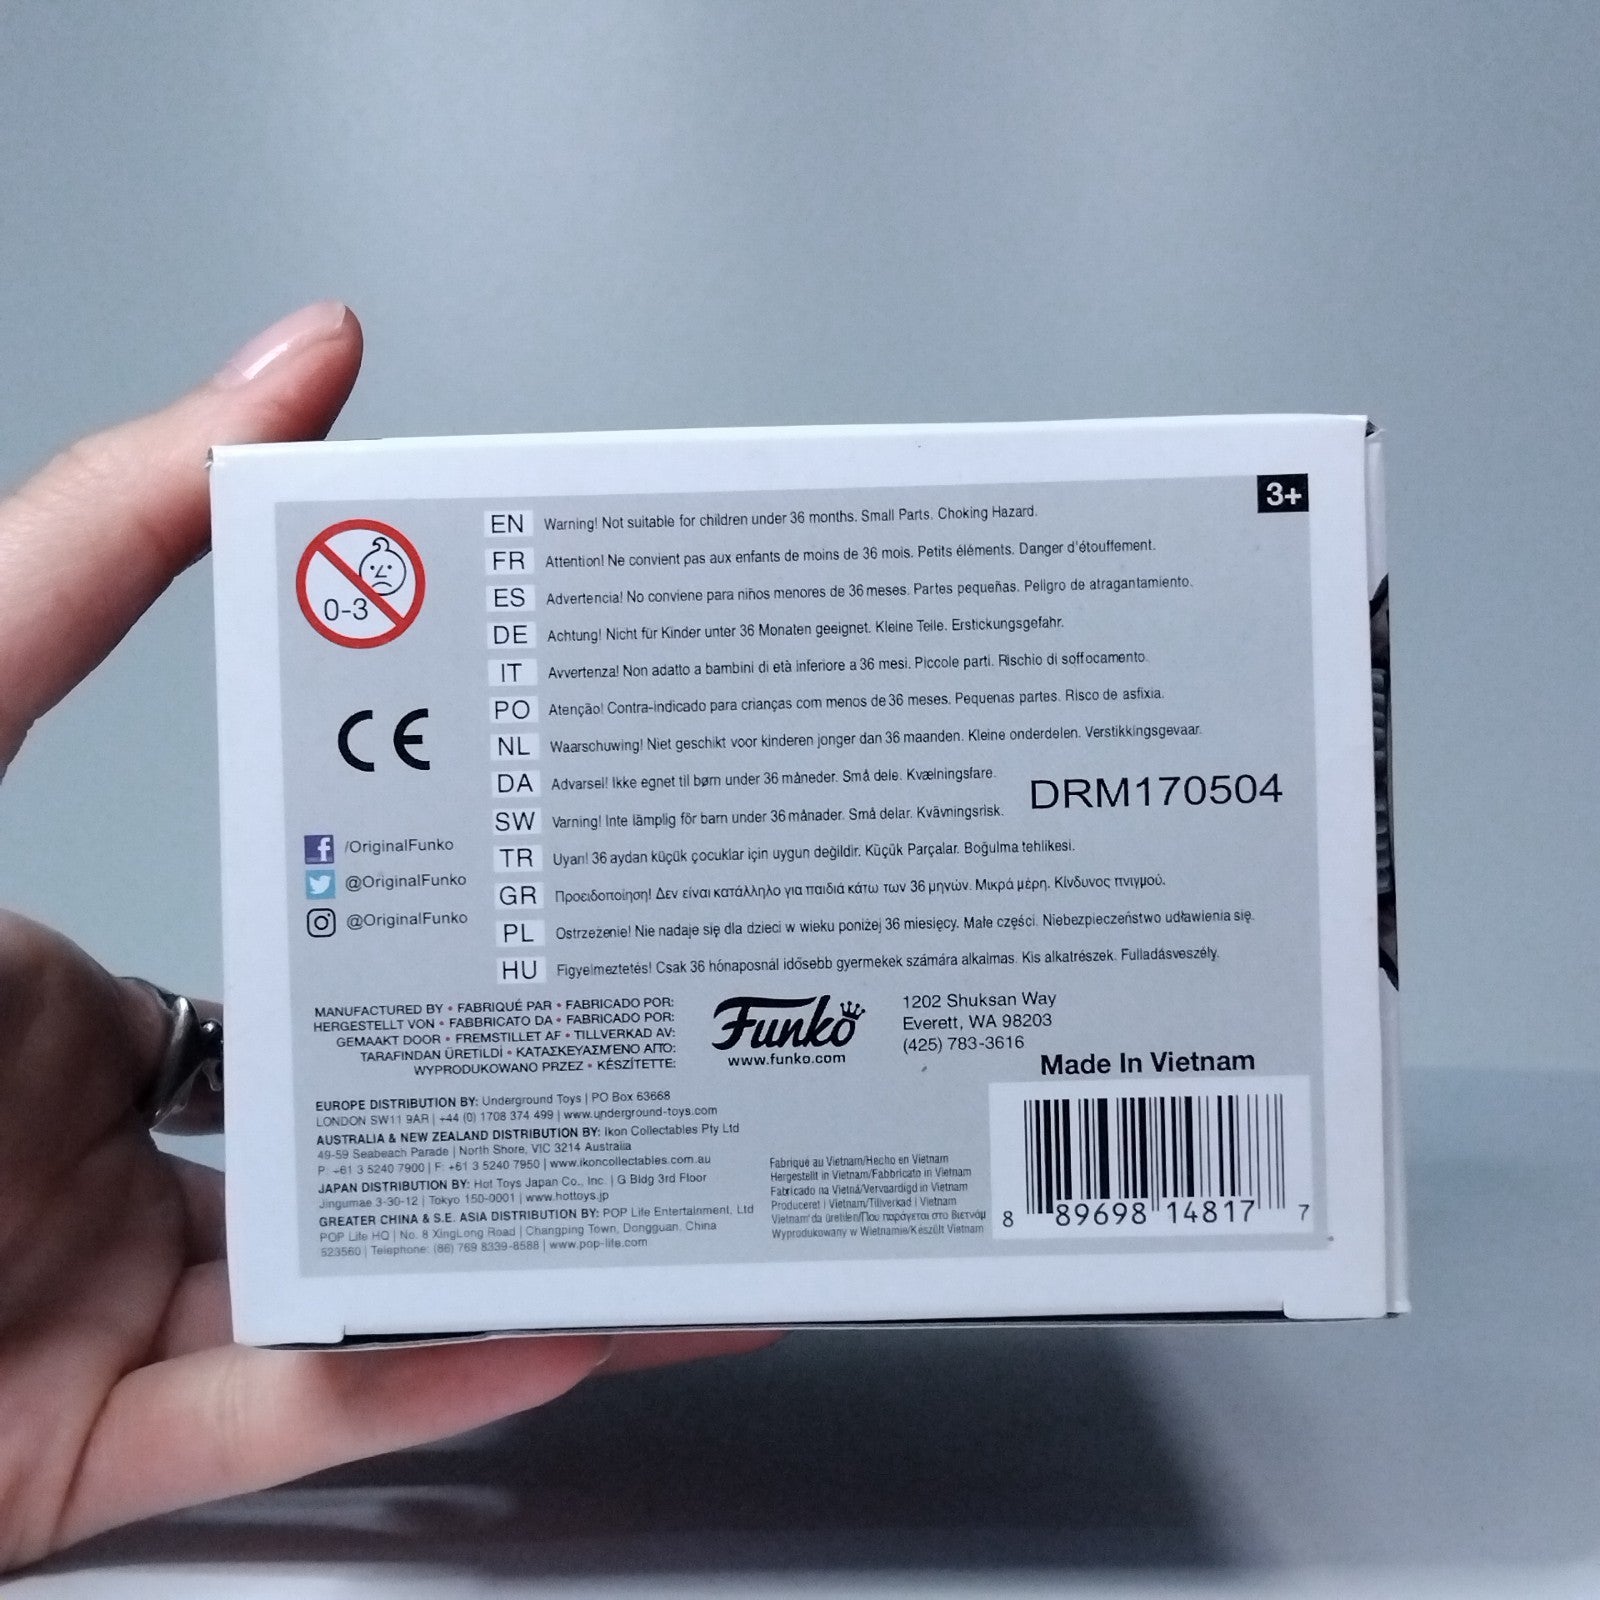 3+
0-3
EN Warning! Not suitable for children under 36 months. Small Parts. Choking Hazard.
FR Attention! Ne convient pas aux enfants de moins de 36 mois. Petits éléments. Danger d'étouffement.
ES Advertencia! No conviene para niños menores de 36 meses. Partes pequeñas. Peligro de atragantamiento.
DE Achtung! Nicht für Kinder unter 36 Monaten geeignet. Kleine Teile. Erstickungsgefahr.
IT Avvertenza! Non adatto a bambini di età inferiore a 36 mesi. Piccole parti. Rischio di soffocamento.
PO Atenção! Contra-indicado para crianças com menos de 36 meses. Pequenas partes. Risco de asfixia.
NL Waarschuwing! Niet geschikt voor kinderen jonger dan 36 maanden. Kleine onderdelen. Verstikkingsgevaar.
DA Advarsel! Ikke egnet til børn under 36 måneder. Små dele. Kvælningsfare.
SW Varning! Inte lämplig för barn under 36 månader. Små delar. Kvävningsrisk.
TR Uyarı! 36 aydan küçük çocuklar için uygun değildir. Küçük Parçalar. Boğulma tehlikesi.
GR Προειδοποίηση! Δεν είναι κατάλληλο για παιδιά κάτω των 36 μηνών. Μικρά μέρη. Κίνδυνος πνιγμού.
PL Ostrzeżenie! Nie nadaje się dla dzieci w wieku poniżej 36 miesięcy. Małe części. Niebezpieczeństwo udławienia się.
HU Figyelmeztetés! Csak 36 hónaposnál idősebb gyermekek számára alkalmas. Kis alkatrészek. Fulladásveszély.
DRM170504
CE
/OriginalFunko
@OriginalFunko
@OriginalFunko
MANUFACTURED BY • FABRIQUÉ PAR • FABRICADO POR:
HERGESTELLT VON • FABBRICATO DA • FABRICADO POR:
GEMAAKT DOOR • FREMSTILLET AF • TILLVERKAD AV:
TARAFINDAN ÜRETİLDİ • ΚΑΤΑΣΚΕΥΑΣΜΈΝΟ ΑΠΌ:
WYPRODUKOWANO PRZEZ • KÉSZÍTETTE:
Funko
www.funko.com
1202 Shuksan Way
Everett, WA 98203
(425) 783-3616
Made In Vietnam
EUROPE DISTRIBUTION BY: Underground Toys | PO Box 63668
LONDON SW11 9AR | +44 (0) 1708 374 499 | www.underground-toys.com
AUSTRALIA & NEW ZEALAND DISTRIBUTION BY: Ikon Collectables Pty Ltd
49-59 Seabeach Parade | North Shore, VIC 3214 Australia
P: +61 3 5240 7900 | F: +61 3 5240 7950 | www.ikoncollectables.com.au
JAPAN DISTRIBUTION BY: Hot Toys Japan Co., Inc. | G Bldg 3rd Floor
Jingumae 3-30-12 | Tokyo 150-0001 | www.hottoys.jp
GREATER CHINA & S.E. ASIA DISTRIBUTION BY: POP Life Entertainment, Ltd
POP Life HQ | No. 8 XingLong Road | Changping Town, Dongguan, China
523560 | Telephone: (86) 769 8339-8588 | www.pop-life.com
Fabriqué au Vietnam/Hecho en Vietnam
Hergestellt in Vietnam/Fabbricato in Vietnam
Fabricado na Vietnã/Vervaardigd in Vietnam
Produceret i Vietnam/Tillverkad i Vietnam
Vietnam'da üretilen/Που παράγεται στο Βιετνάμ
Wyprodukowany w Wietnamie/Készült Vietnam
8 89698 14817 7